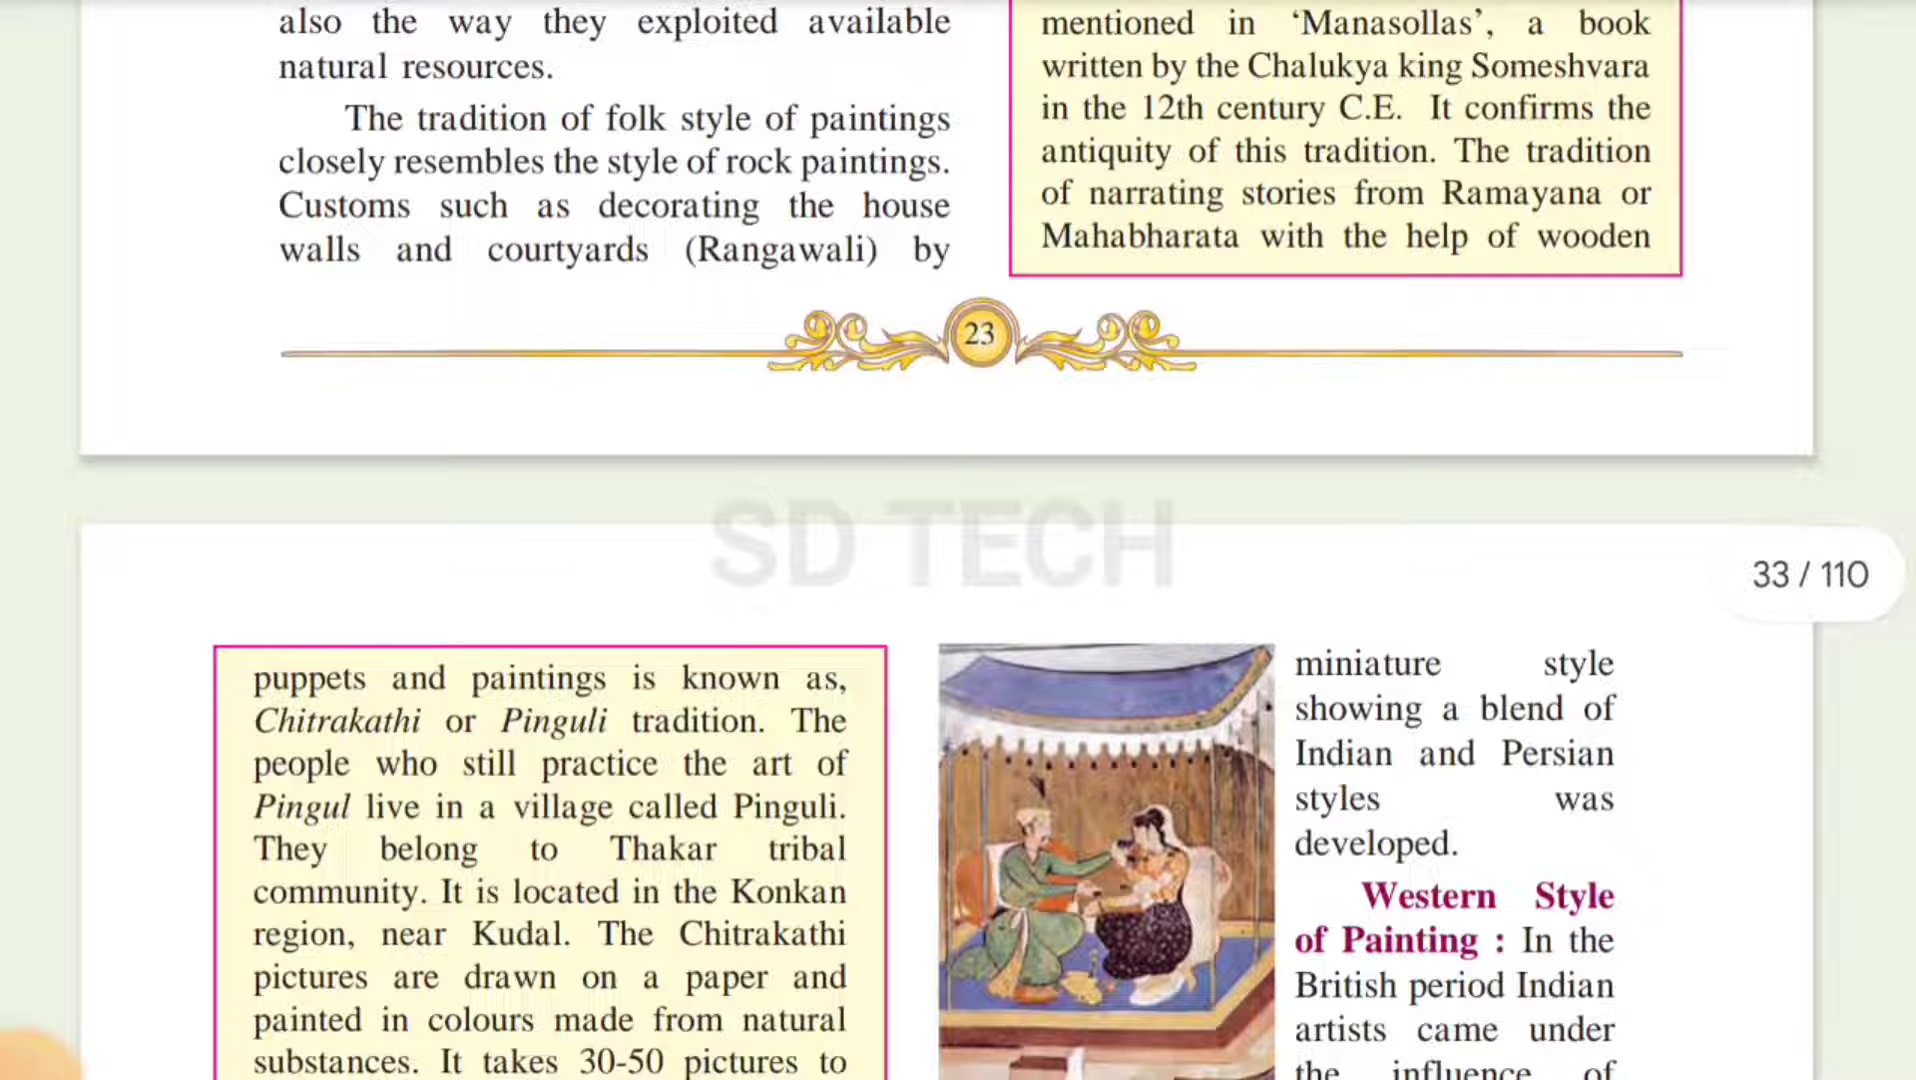 also the way they exploited available
natural resources.
The tradition of folk style of paintings
closely resembles the style of rock paintings.
Customs such as decorating the house
walls and courtyards (Rangawali) by
mentioned in ‘Manasollas’, a book
written by the Chalukya king Someshvara
in the 12th century C.E. It confirms the
antiquity of this tradition. The tradition
of narrating stories from Ramayana or
Mahabharata with the help of wooden
23
SD TECH
33 / 110
puppets and paintings is known as,
Chitrakathi or Pinguli tradition. The
people who still practice the art of
Pingul live in a village called Pinguli.
They belong to Thakar tribal
community. It is located in the Konkan
region, near Kudal. The Chitrakathi
pictures are drawn on a paper and
painted in colours made from natural
substances. It takes 30-50 pictures to
miniature style
showing a blend of
Indian and Persian
styles was
developed.
Western Style
of Painting : In the
British period Indian
artists came under
the influence of